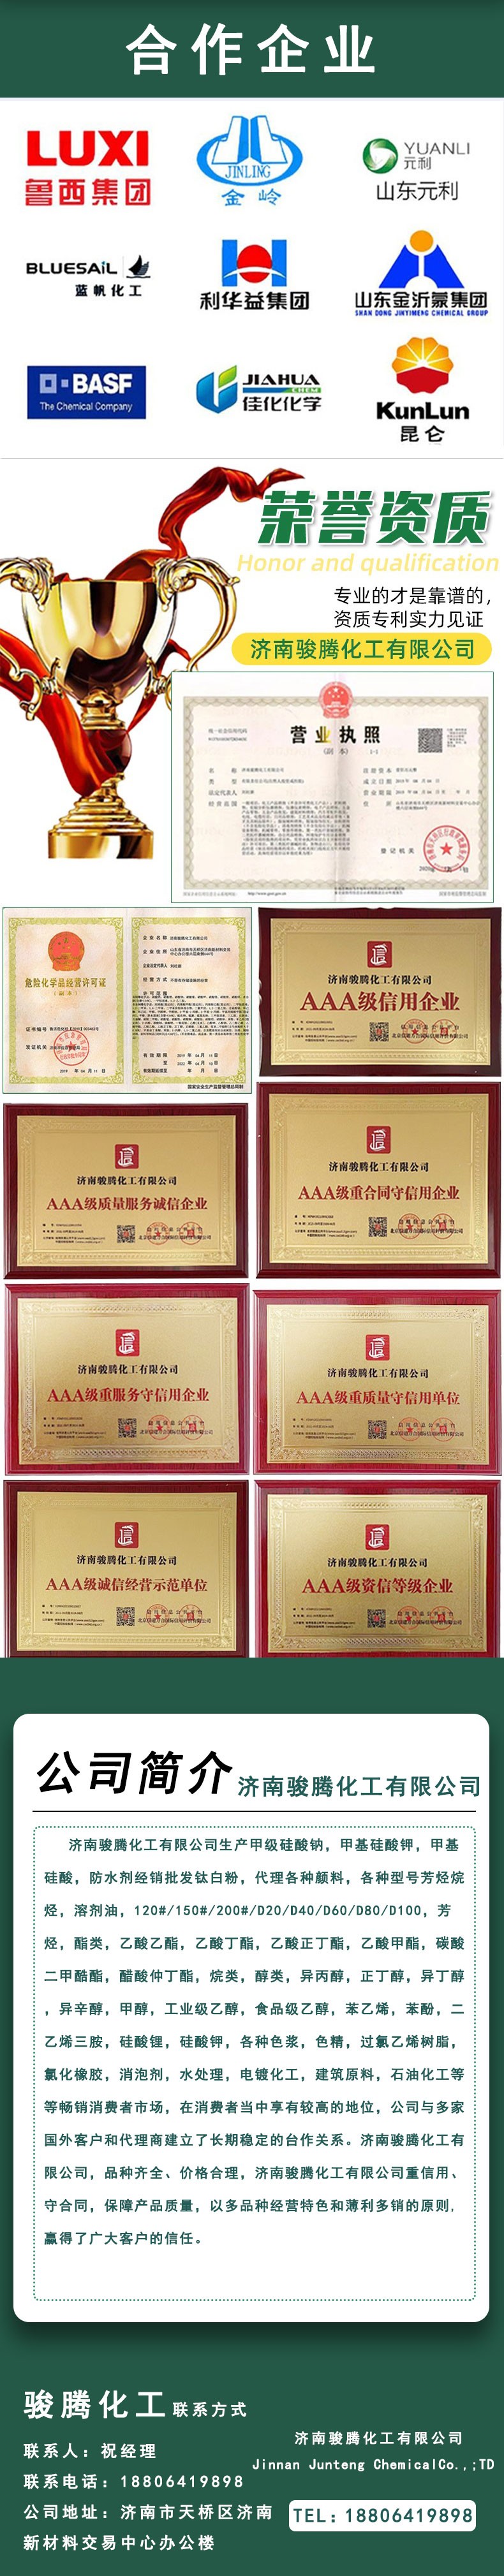 合作企业
LUXI
鲁西集团
JINLING
金岭
YUANLI
元利
山东元利
BLUESAIL
蓝帆化工
利华益集团
山东金沂蒙集团
SHAN DONG JINYIMENG CHEMICAL GROUP
BASF
The Chemical Company
JIAHUA
CHEM
佳化化学
KunLun
昆仑
荣誉资质
Honor and qualification
专业的才是靠谱的,
资质专利实力见证
济南骏腾化工有限公司
营业执照
(副本)
危险化学品经营许可证
(副本)
济南骏腾化工有限公司
AAA级信用企业
济南骏腾化工有限公司
AAA级质量服务诚信企业
济南骏腾化工有限公司
AAA级重合同守信用企业
济南骏腾化工有限公司
AAA级重服务守信用企业
济南骏腾化工有限公司
AAA级重质量守信用单位
济南骏腾化工有限公司
AAA级诚信经营示范单位
济南骏腾化工有限公司
AAA级资信等级企业
公司简介 济南骏腾化工有限公司
济南骏腾化工有限公司生产甲级硅酸钠，甲基硅酸钾，甲基
硅酸，防水剂经销批发钛白粉，代理各种颜料，各种型号芳烃烷
烃，溶剂油，120#/150#/200#/D20/D40/D60/D80/D100，芳
烃，酯类，乙酸乙酯，乙酸丁酯，乙酸正丁酯，乙酸甲酯，碳酸
二甲酯酯，醋酸仲丁酯，烷类，醇类，异丙醇，正丁醇，异丁醇
，异辛醇，甲醇，工业级乙醇，食品级乙醇，苯乙烯，苯酚，二
乙烯三胺，硅酸锂，硅酸钾，各种色浆，色精，过氯乙烯树脂，
氯化橡胶，消泡剂，水处理，电镀化工，建筑原料，石油化工等
等畅销消费者市场，在消费者当中享有较高的地位，公司与多家
国外客户和代理商建立了长期稳定的台作关系。济南骏腾化工有
限公司，品种齐全、价格合理，济南骏腾化工有限公司重信用、
守合同，保障产品质量，以多品种经营特色和薄利多销的原则,
赢得了广大客户的信任。
骏腾化工 联系方式
联系人：祝经理
联系电话：18806419898
公司地址：济南市天桥区济南
新材料交易中心办公楼
济南骏腾化工有限公司
Jinnan Junteng ChemicalCo.,;TD
TEL：18806419898